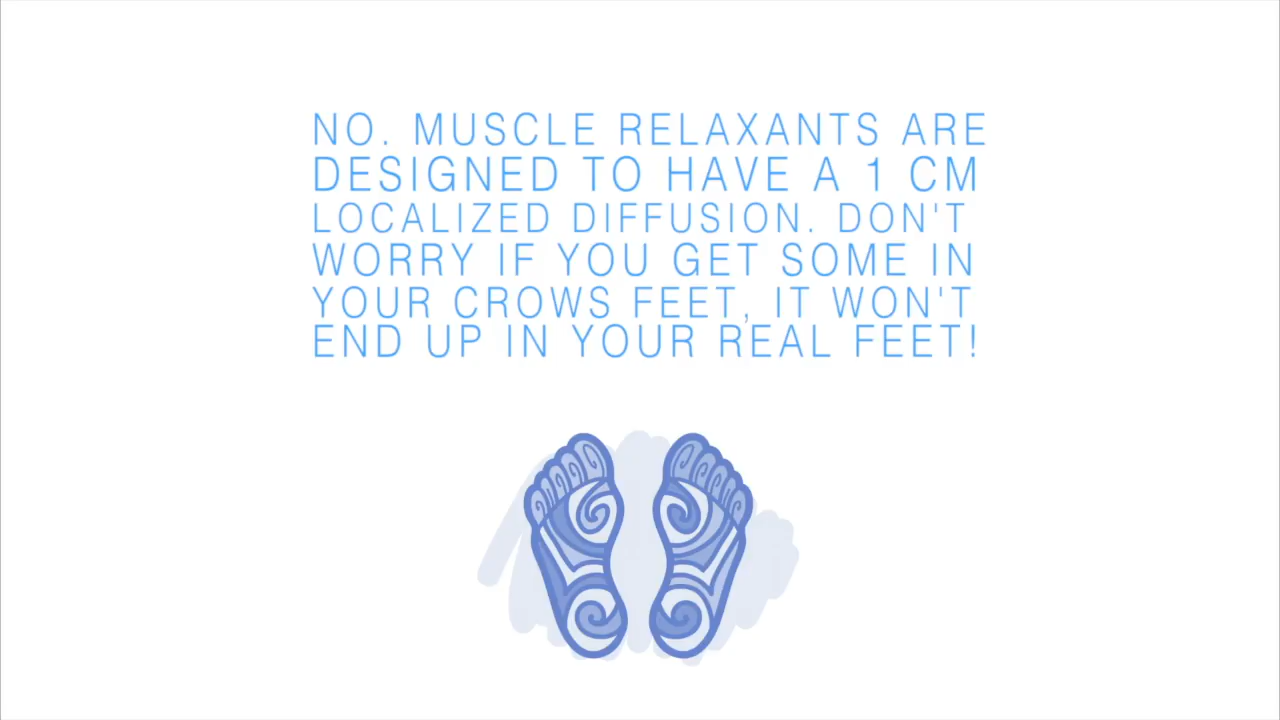 NO. MUSCLE RELAXANTS ARE
DESIGNED TO HAVE A 1 CM
LOCALIZED DIFFUSION. DON'T
WORRY IF YOU GET SOME IN
YOUR CROWS FEET, IT WON'T
END UP IN YOUR REAL FEET!